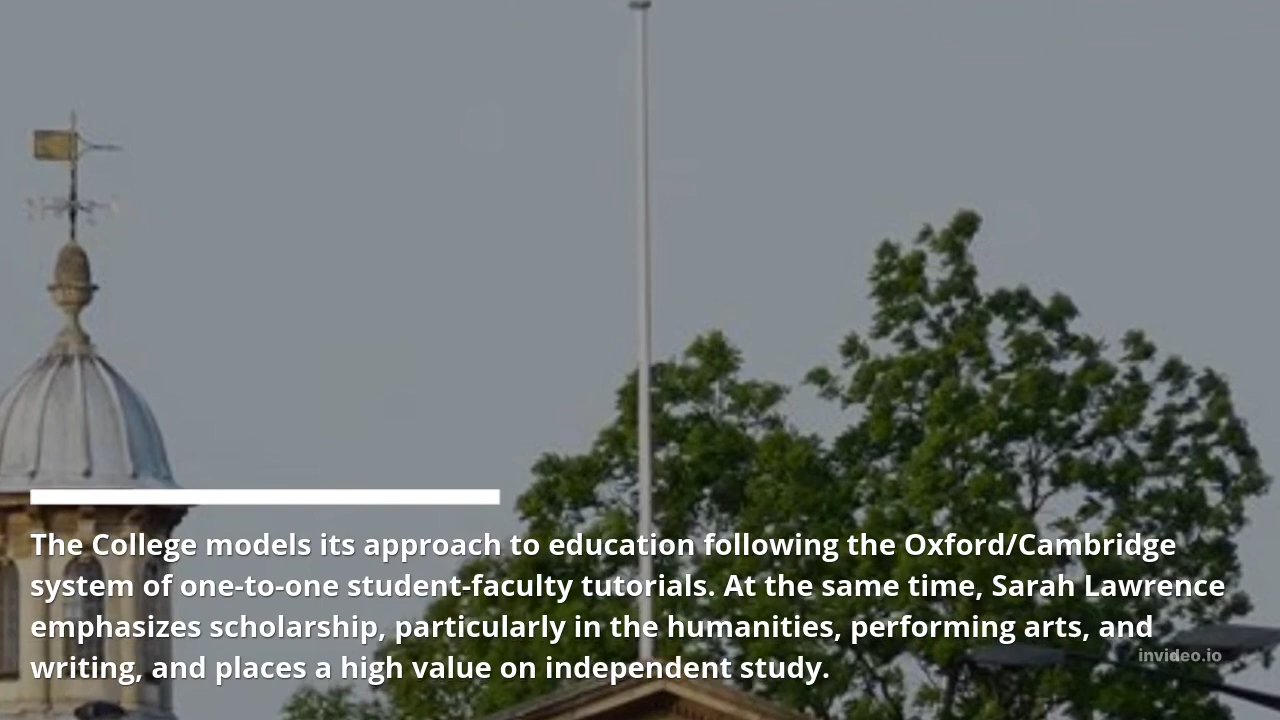 The College models its approach to education following the Oxford/Cambridge
system of one-to-one student-faculty tutorials. At the same time, Sarah Lawrence
emphasizes scholarship, particularly in the humanities, performing arts, and
writing, and places a high value on independent study.
invideo.io